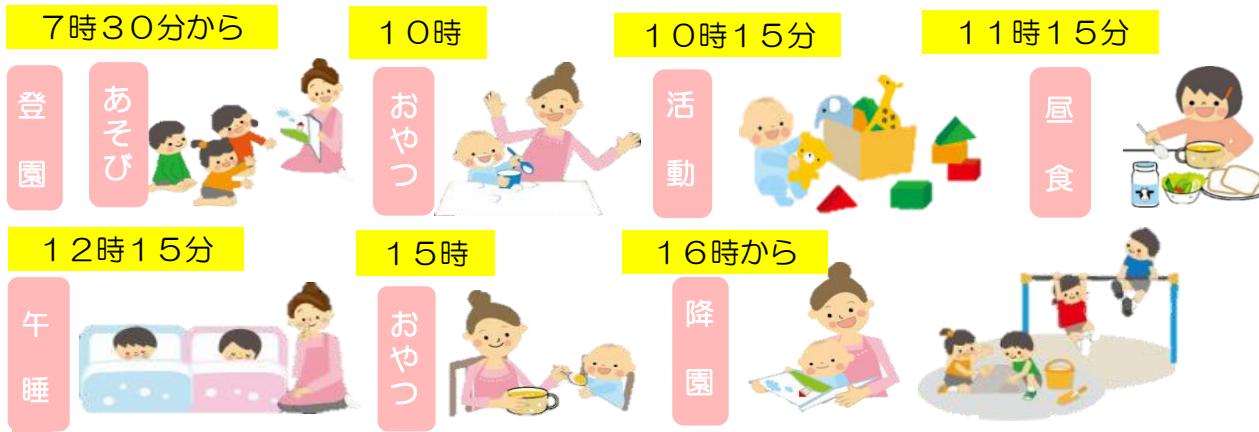 ７時３０分から
登園
あそび
１０時
おやつ
１０時１５分
活動
１１時１５分
昼食
１２時１５分
午睡
１５時
おやつ
１６時から
降園